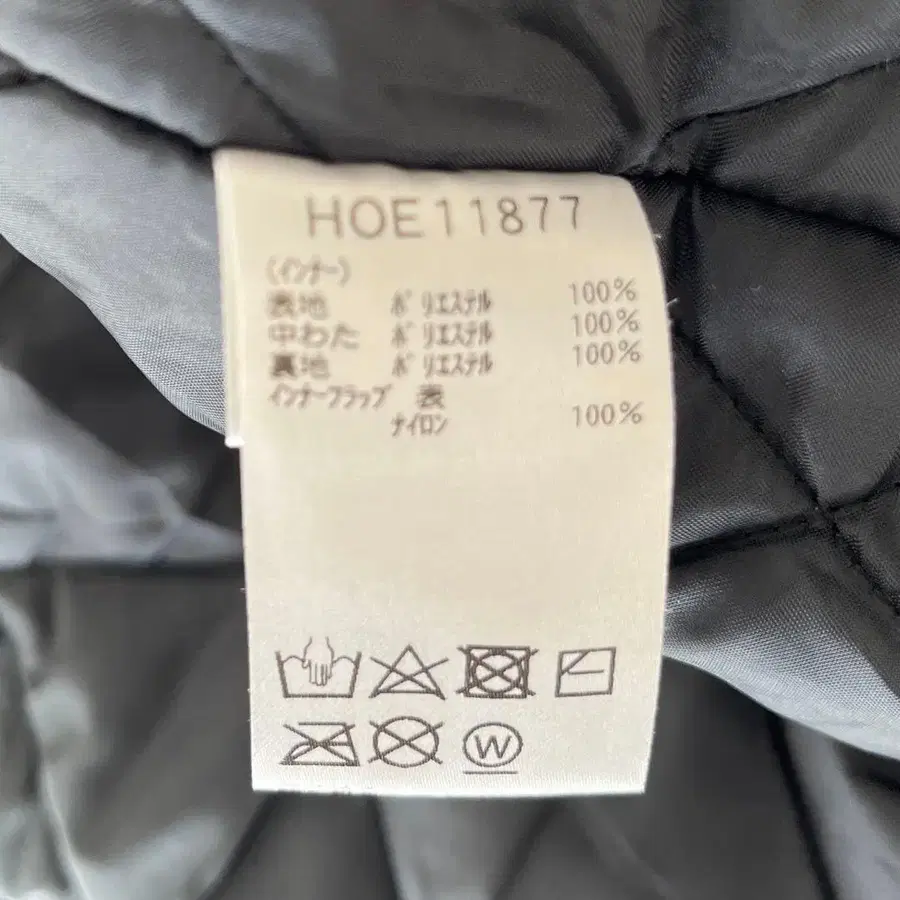 HOE11877
(インナー)
表地 ポリエステル 100%
中わた ポリエステル 100%
裏地 ポリエステル 100%
インナーフラップ 表
ナイロン 100%
W